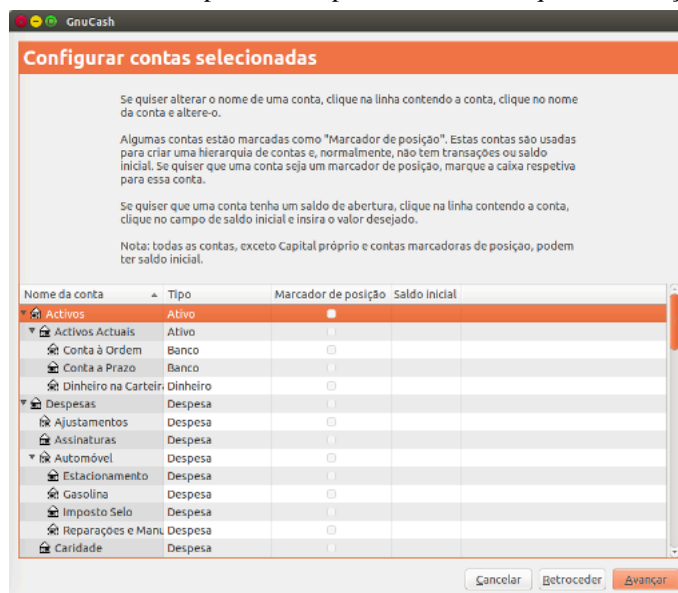 GnuCash
Configurar contas selecionadas
Se quiser alterar o nome de uma conta, clique na linha contendo a conta, clique no nome
da conta e altere-o.
Algumas contas estão marcadas como "Marcador de posição". Estas contas são usadas
para criar uma hierarquia de contas e, normalmente, não tem transações ou saldo
inicial. Se quiser que uma conta seja um marcador de posição, marque a caixa respetiva
para essa conta.
Se quiser que uma conta tenha um saldo de abertura, clique na linha contendo a conta,
clique no campo de saldo inicial e insira o valor desejado.
Nota: todas as contas, exceto Capital próprio e contas marcadoras de posição, podem
ter saldo inicial.
Nome da conta Tipo Marcador de posição Saldo inicial
Activos Ativo
Activos Actuais Ativo
Conta à Ordem Banco
Conta a Prazo Banco
Dinheiro na Carteir Dinheiro
Despesas Despesa
Ajustamentos Despesa
Assinaturas Despesa
Automóvel Despesa
Estacionamento Despesa
Gasolina Despesa
Imposto Selo Despesa
Reparações e Manu Despesa
Caridade Despesa
Cancelar Retroceder Avançar